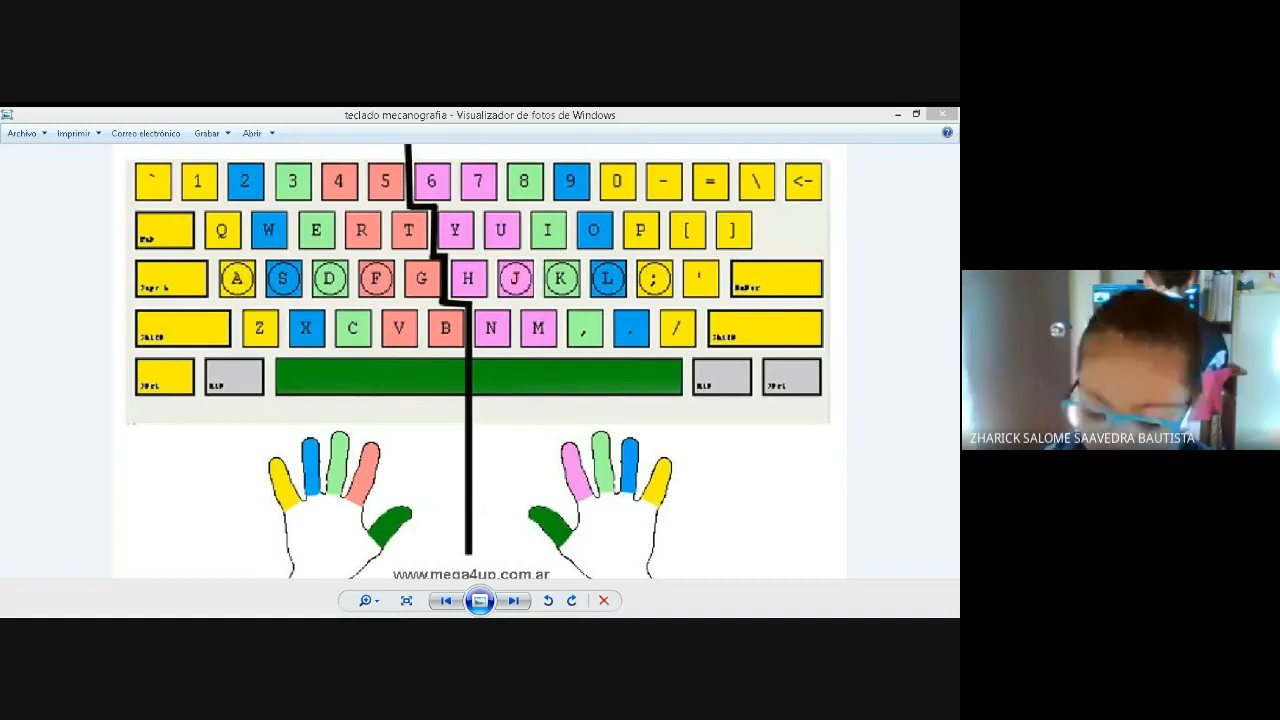 teclado mecanografia - Visualizador de fotos de Windows
Archivo Imprimir Correo electrónico Grabar Abrir
` 1 2 3 4 5 6 7 8 9 0 - = \ <-
Q W E R T Y U I O P [ ]
A S D F G H J K L ; '
Z X C V B N M , . /
www.mega4up.com.ar
ZHARICK SALOME SAAVEDRA BAUTISTA